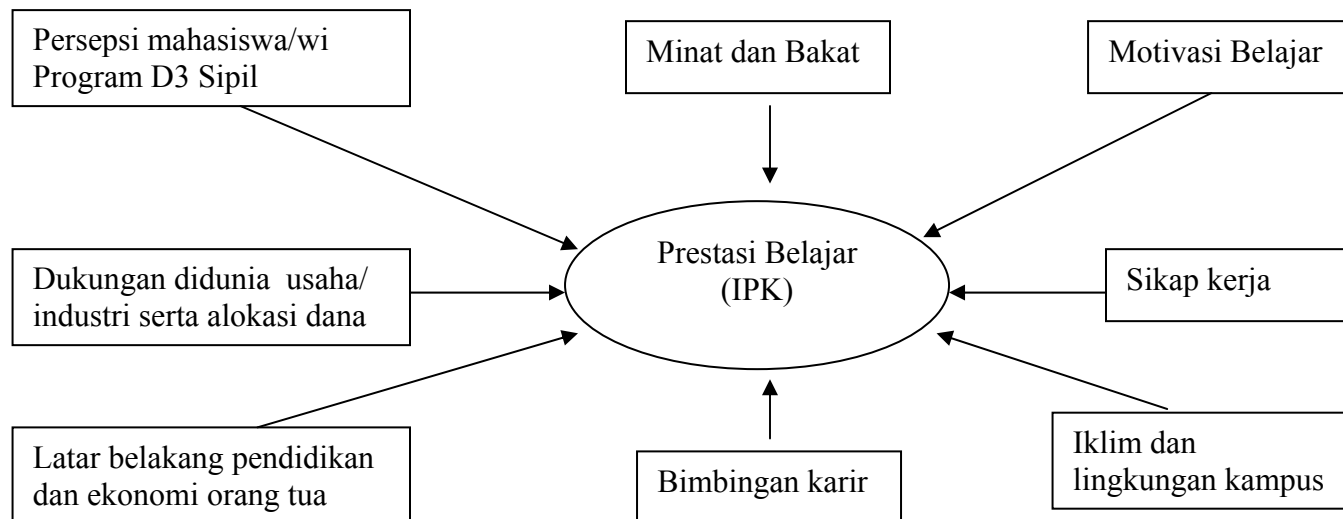 Persepsi mahasiswa/wi
Program D3 Sipil
Minat dan Bakat
Motivasi Belajar
Prestasi Belajar
(IPK)
Dukungan didunia  usaha/
industri serta alokasi dana
Sikap kerja
Latar belakang pendidikan
dan ekonomi orang tua
Bimbingan karir
Iklim dan
lingkungan kampus